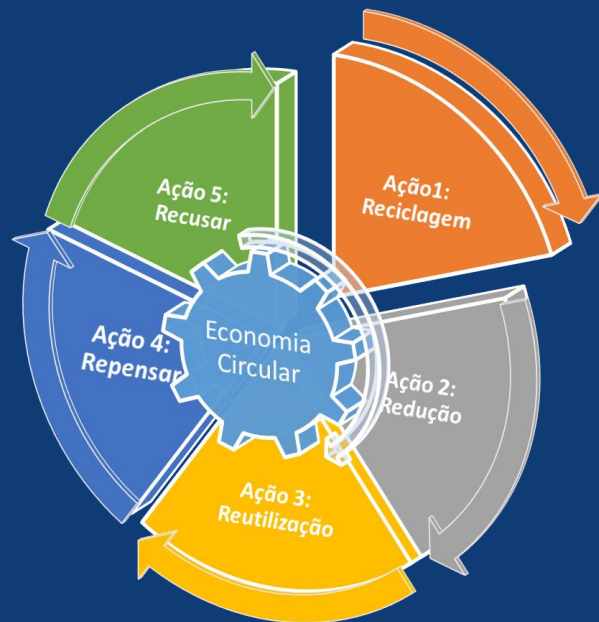 Ação1:
Reciclagem
Ação 2:
Redução
Ação 3:
Reutilização
Ação 4:
Repensar
Ação 5:
Recusar
Economia
Circular